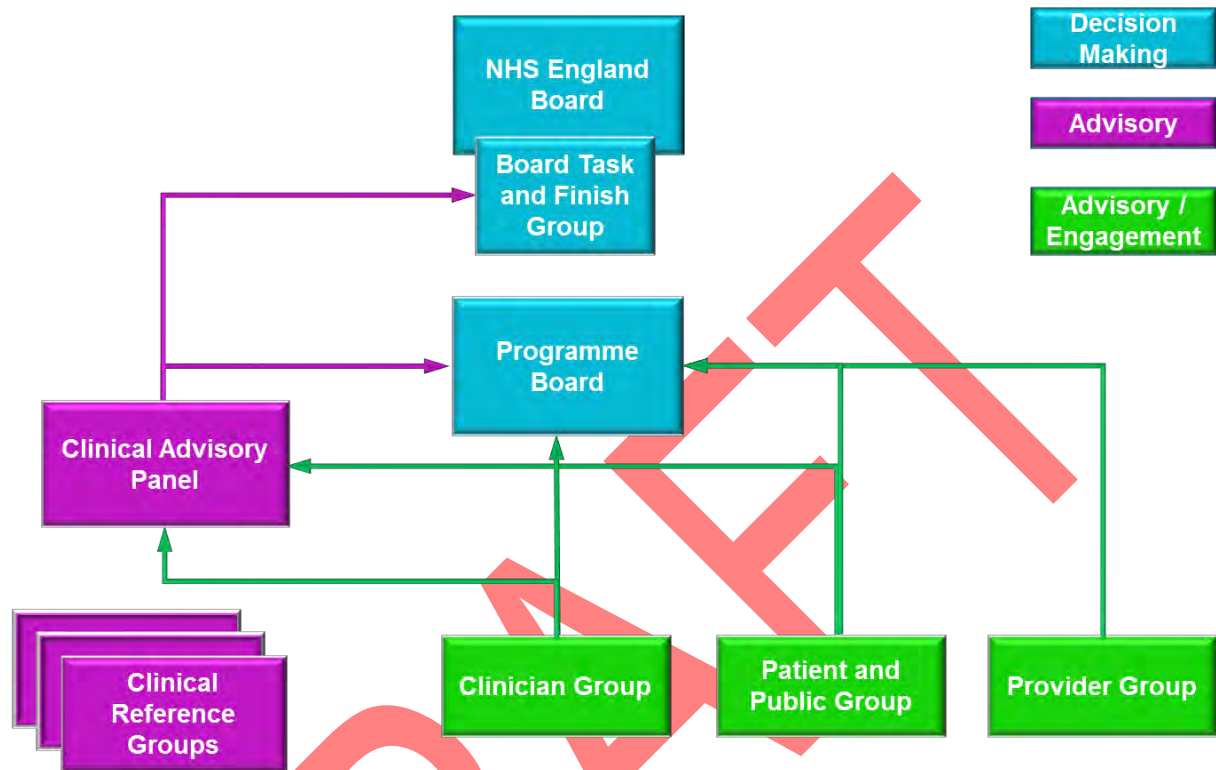 NHS England
Board
Board Task
and Finish
Group
Decision
Making
Advisory
Advisory /
Engagement
Programme
Board
Clinical Advisory
Panel
Clinical
Reference
Groups
Clinician Group
Patient and
Public Group
Provider Group